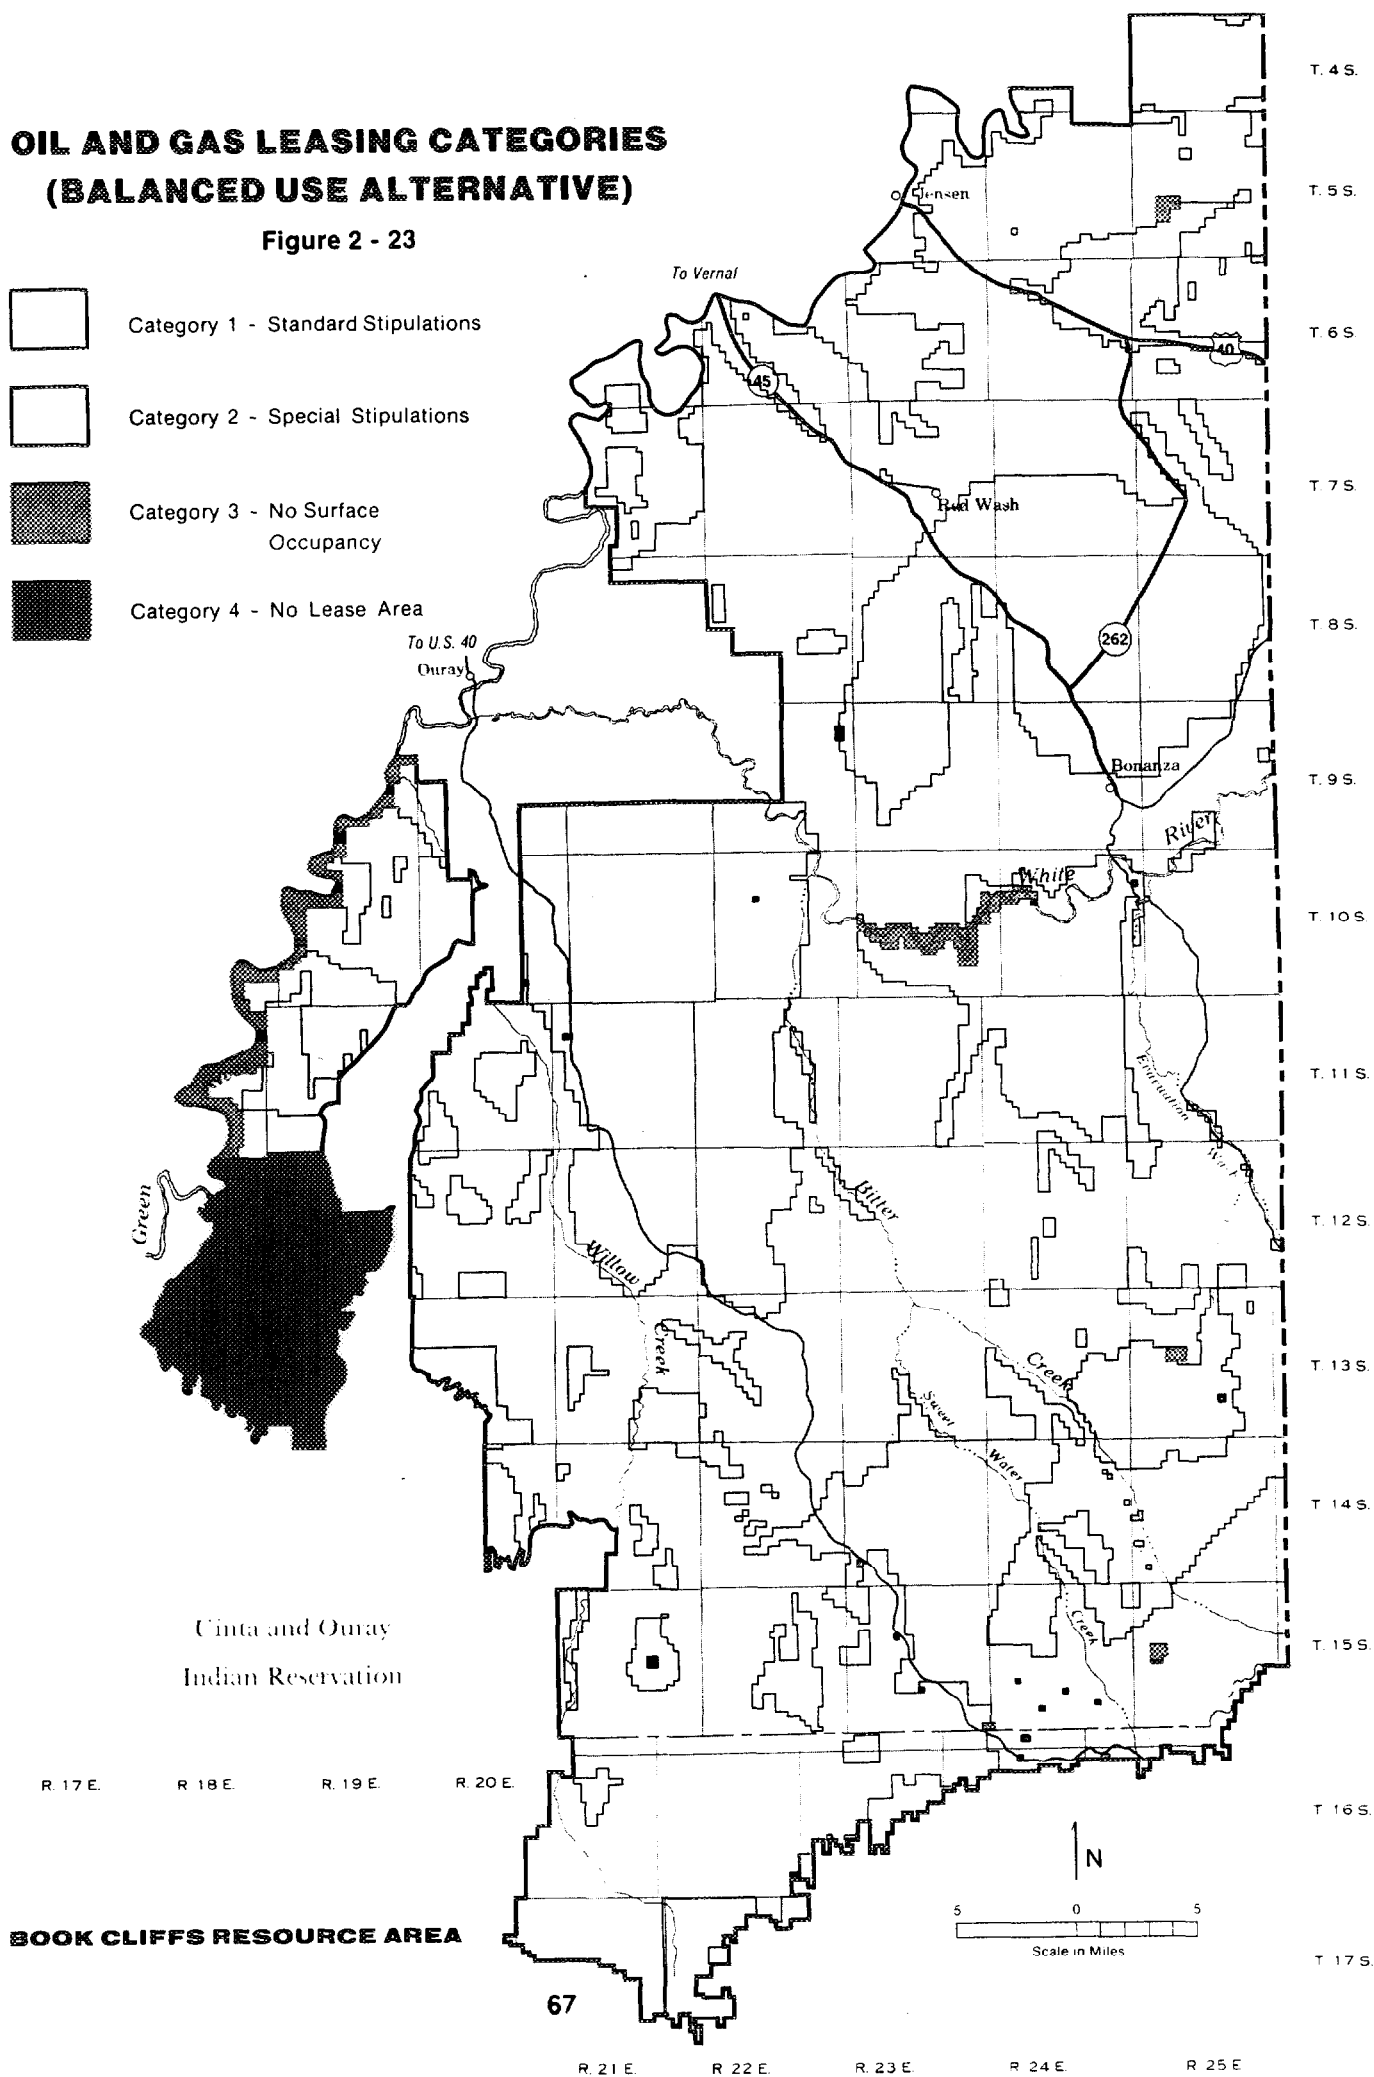 OIL AND GAS LEASING CATEGORIES
(BALANCED USE ALTERNATIVE)
Figure 2 - 23
Category 1 - Standard Stipulations
Category 2 - Special Stipulations
Category 3 - No Surface
Occupancy
Category 4 - No Lease Area
To Vernal
Jensen
40
45
Red Wash
262
To U.S. 40
Ouray
Bonanza
White
River
Evacuation
Wash
Green
Bitter
Creek
Willow
Creek
Sweet
Water
Creek
Uinta and Ouray
Indian Reservation
T. 4 S.
T. 5 S.
T. 6 S.
T. 7 S.
T. 8 S.
T. 9 S.
T. 10 S.
T. 11 S.
T. 12 S.
T. 13 S.
T 14 S.
T. 15 S.
T 16 S.
T 17 S.
R. 17 E.
R 18 E.
R. 19 E.
R. 20 E.
N
5 0 5
Scale in Miles
BOOK CLIFFS RESOURCE AREA
67
R. 21 E.
R 22 E.
R. 23 E.
R 24 E.
R 25 E